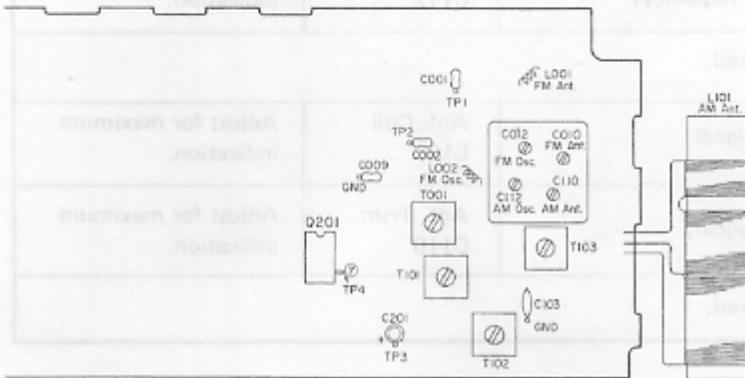 C001
TP1
L001
FM Ant.
L101
AM Ant.
TP2
C002
C009
GND
L002
FM Osc.
C012
FM Osc.
C010
FM Ant.
C112
AM Osc.
C110
AM Ant.
T001
Q201
TP4
T101
T103
C103
GND
C201
+
TP3
T102
Adjust for maximum
indication.
Ant. Coil
Adjust for maximum
indication.
Ant. Trim.